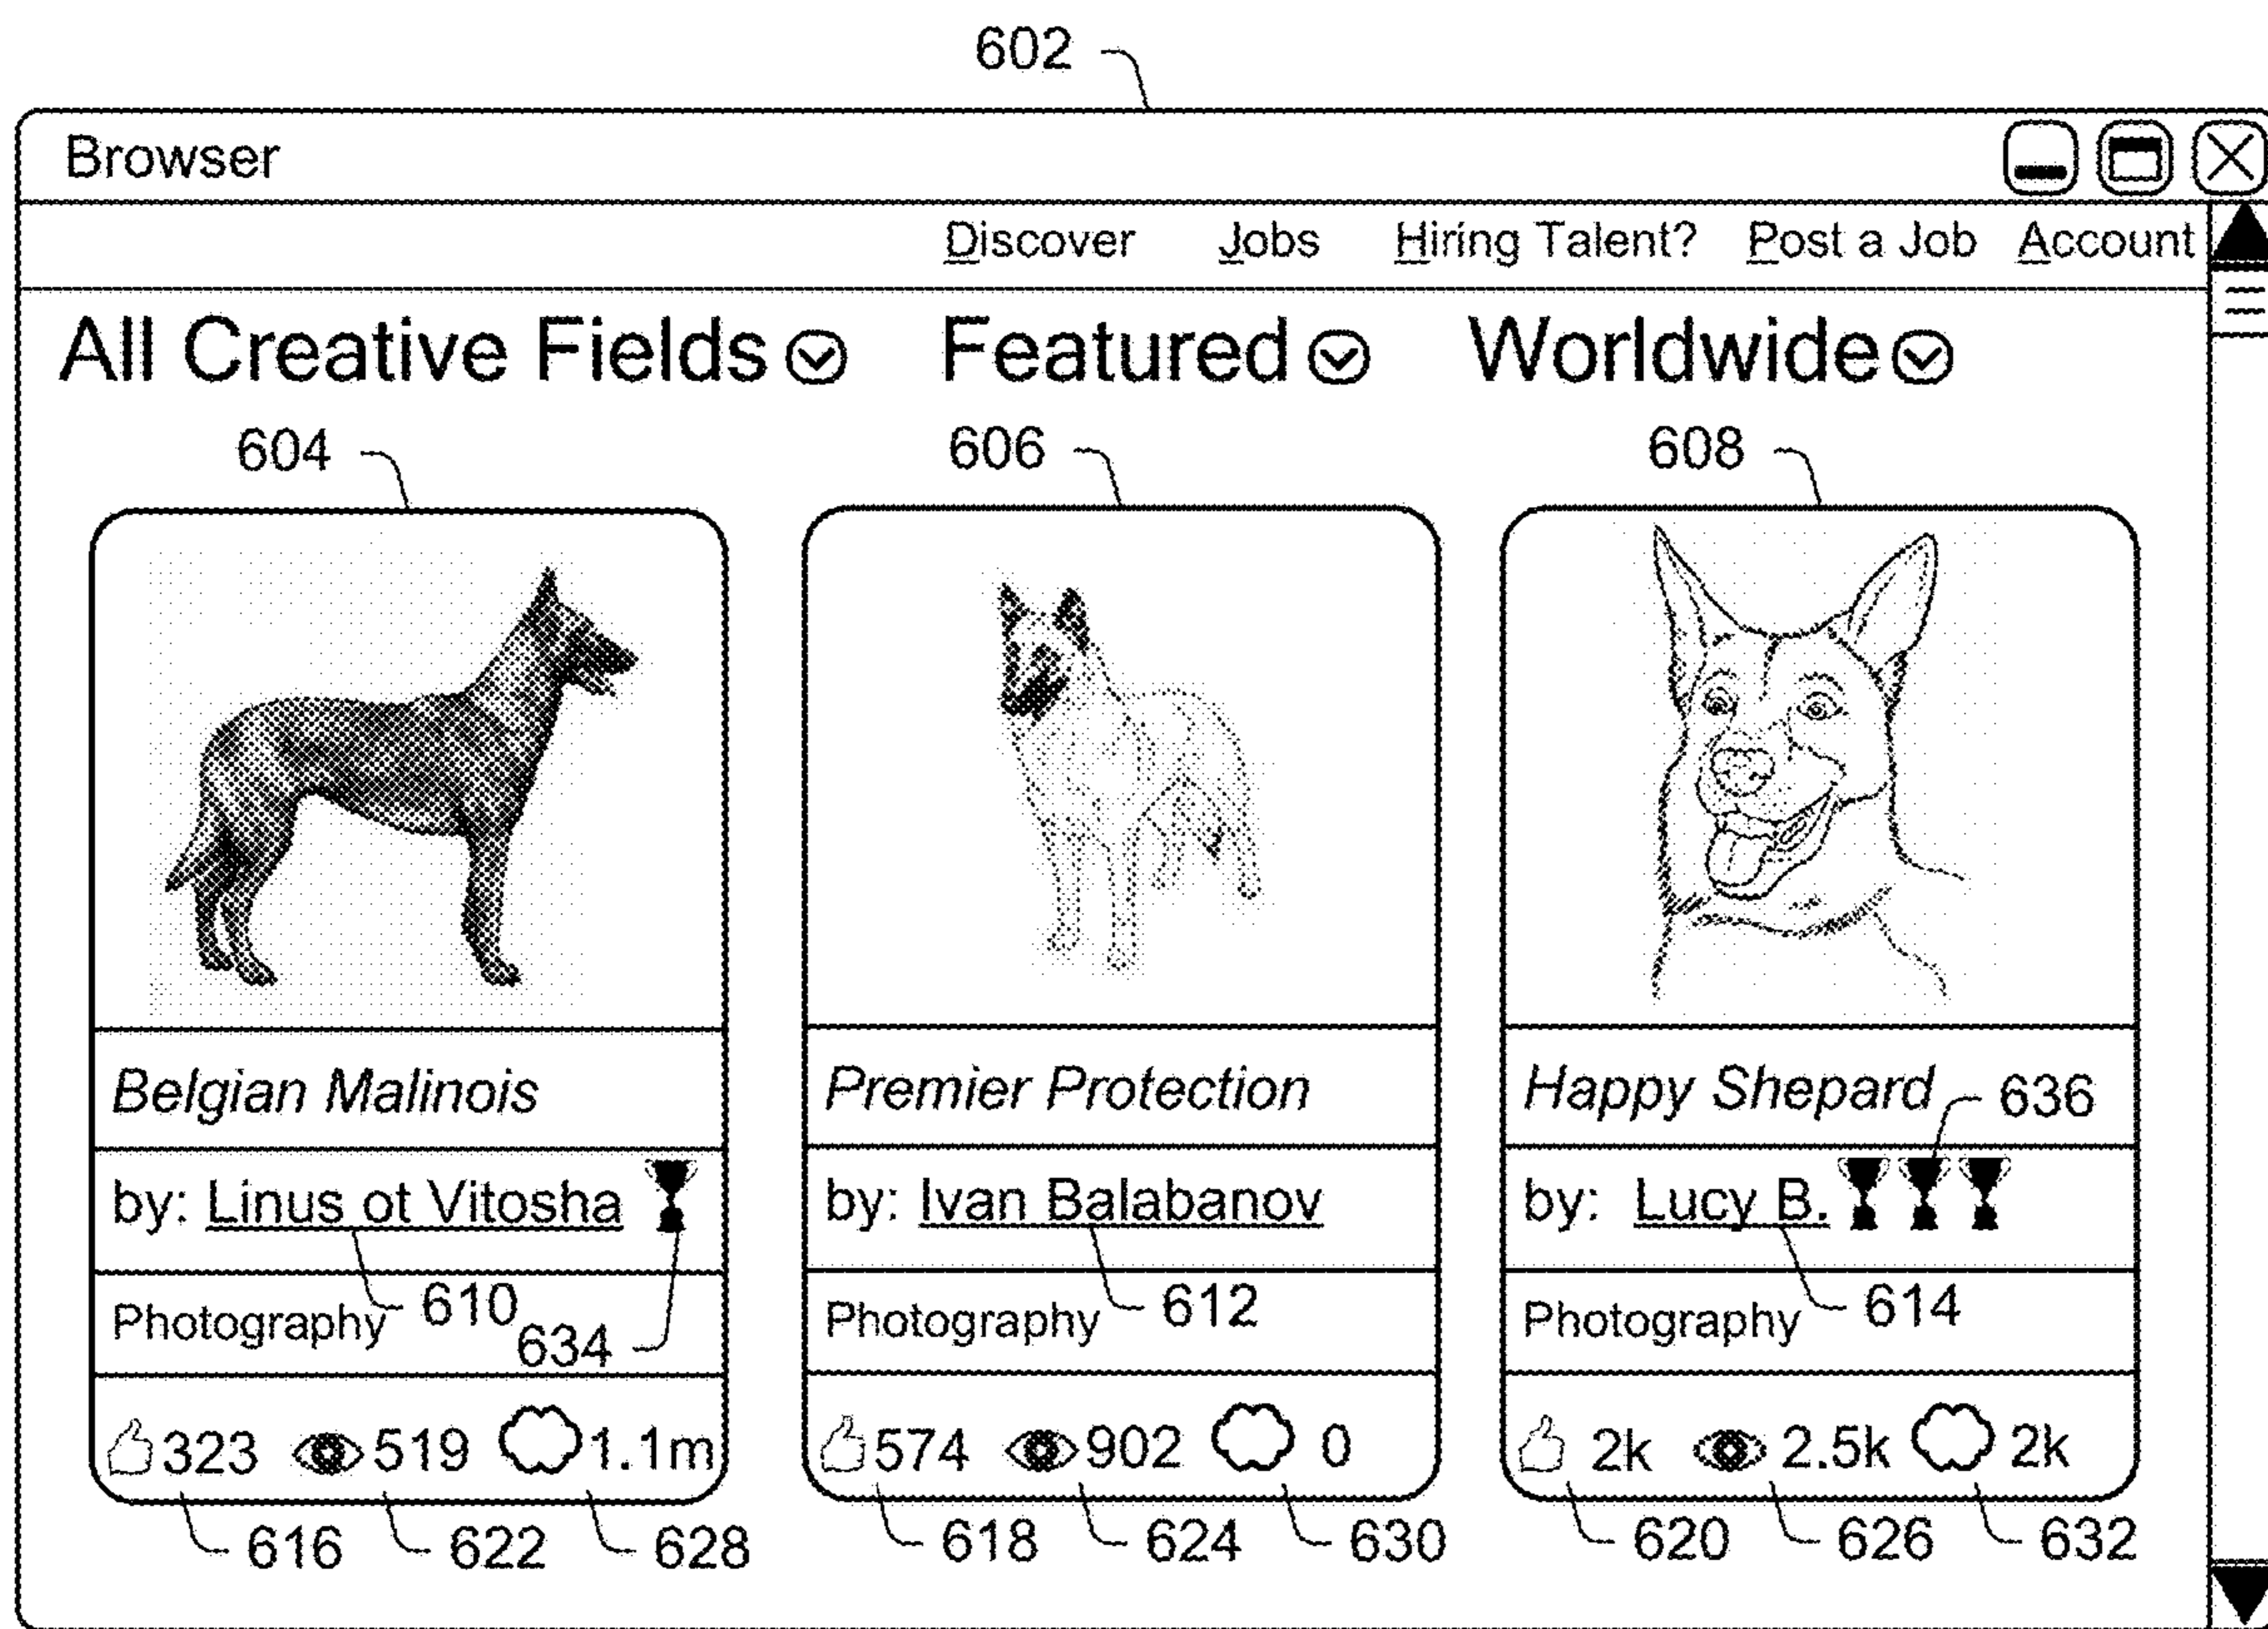 602
Browser
Discover Jobs Hiring Talent? Post a Job Account
All Creative Fields Featured Worldwide
604 606 608
Belgian Malinois
by: Linus ot Vitosha
610
Photography
634
323 519 1.1m
616 622 628
Premier Protection
by: Ivan Balabanov
612
Photography
574 902 0
618 624 630
Happy Shepard 636
by: Lucy B.
614
Photography
2k 2.5k 2k
620 626 632